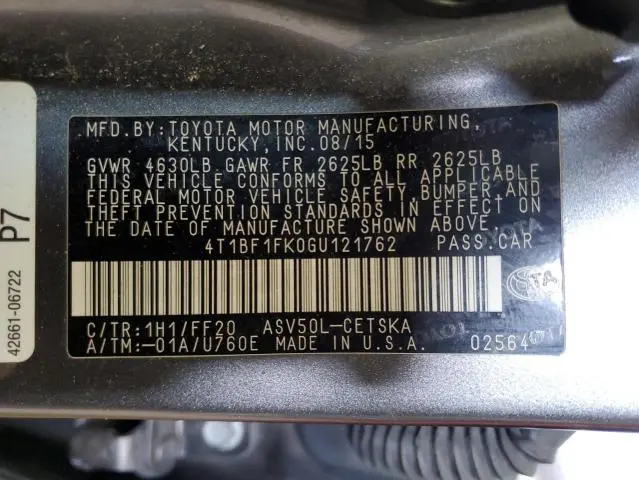 MFD.BY:TOYOTA MOTOR MANUFACTURING,
KENTUCKY,INC.08/15
GVWR 4630LB GAWR FR 2625LB RR 2625LB
THIS VEHICLE CONFORMS TO ALL APPLICABLE
FEDERAL MOTOR VEHICLE SAFETY,BUMPER AND
THEFT PREVENTION STANDARDS IN EFFECT ON
THE DATE OF MANUFACTURE SHOWN ABOVE.
4T1BF1FK0GU121762 PASS.CAR
C/TR:1H1/FF20 ASV50L-CETSKA
A/TM:-01A/U760E MADE IN U.S.A. 02564
P7
42661-06722